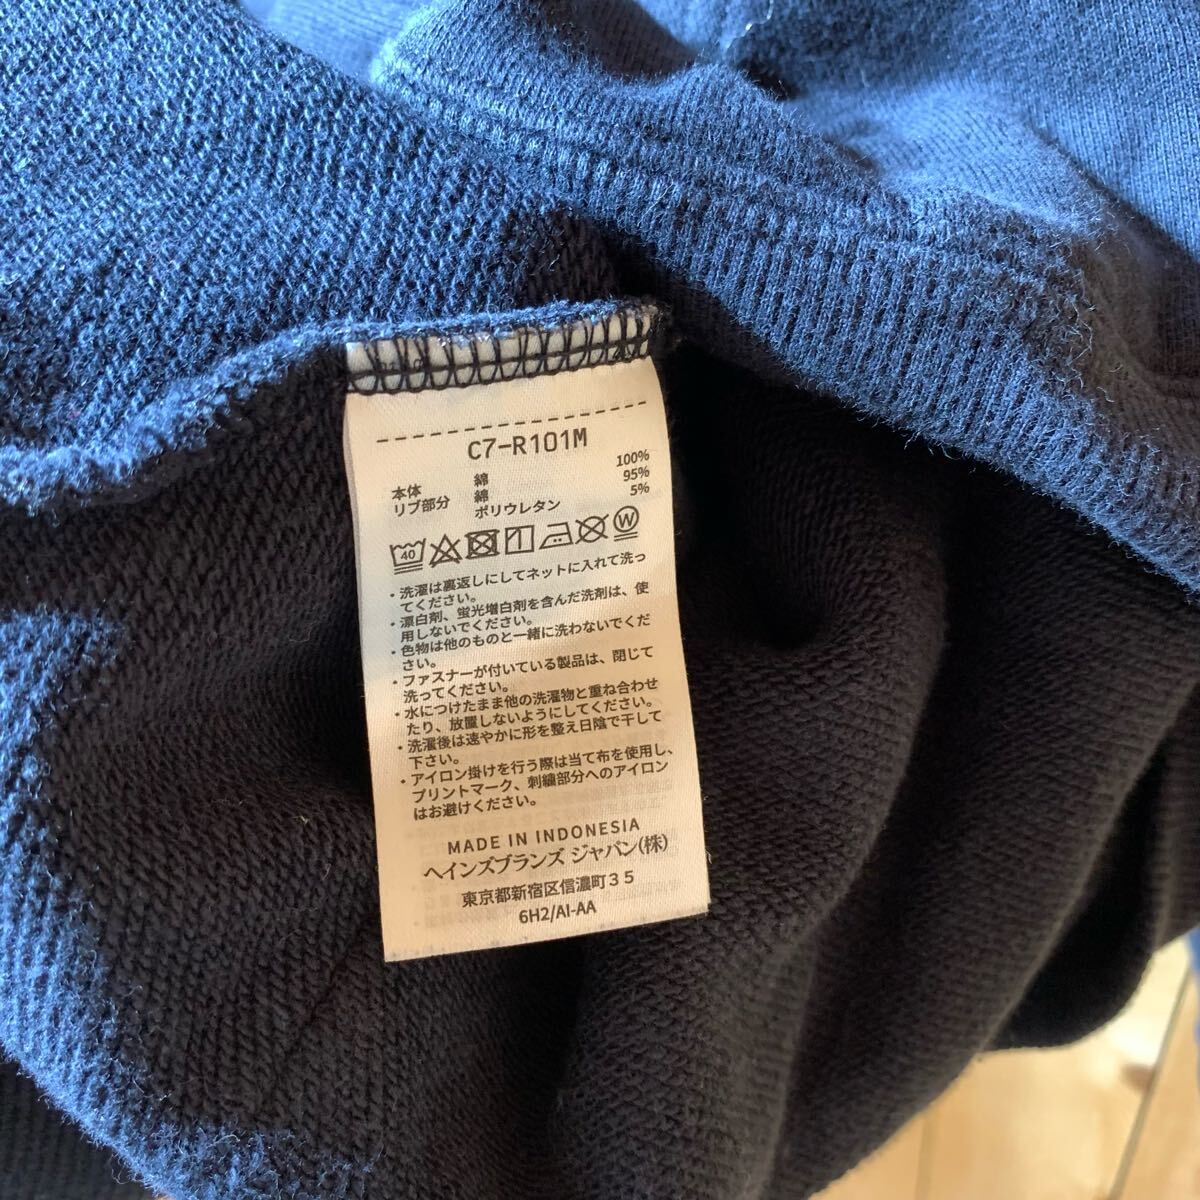 C7-R101M
本体 綿 100%
リブ部分 綿 95%
ポリウレタン 5%
40
W
・洗濯は裏返しにしてネットに入れて洗っ
てください。
・漂白剤、蛍光増白剤を含んだ洗剤は、使
用しないでください。
・色物は他のものと一緒に洗わないでくだ
さい。
・ファスナーが付いている製品は、閉じて
洗ってください。
・水につけたまま他の洗濯物と重ね合わせ
たり、放置しないようにしてください。
・洗濯後は速やかに形を整え日陰で干して
下さい。
・アイロン掛けを行う際は当て布を使用し、
プリントマーク、刺繍部分へのアイロン
はお避けください。
MADE IN INDONESIA
ヘインズブランズ ジャパン(株)
東京都新宿区信濃町35
6H2/AI-AA